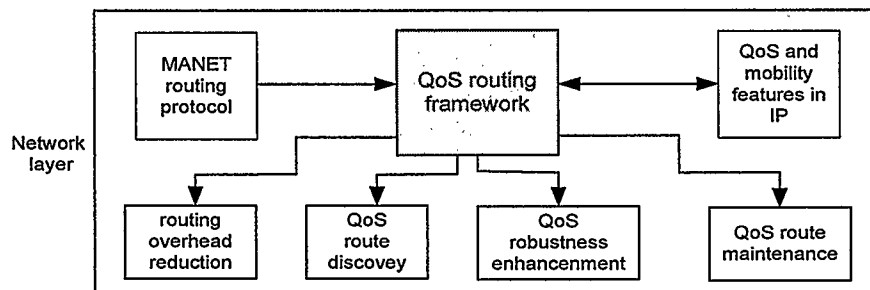 MANET
routing
protocol
QoS routing
framework
QoS and
mobility
features in
IP
Network
layer
routing
overhead
reduction
QoS
route
discovey
QoS
robustness
enhancenment
QoS route
maintenance